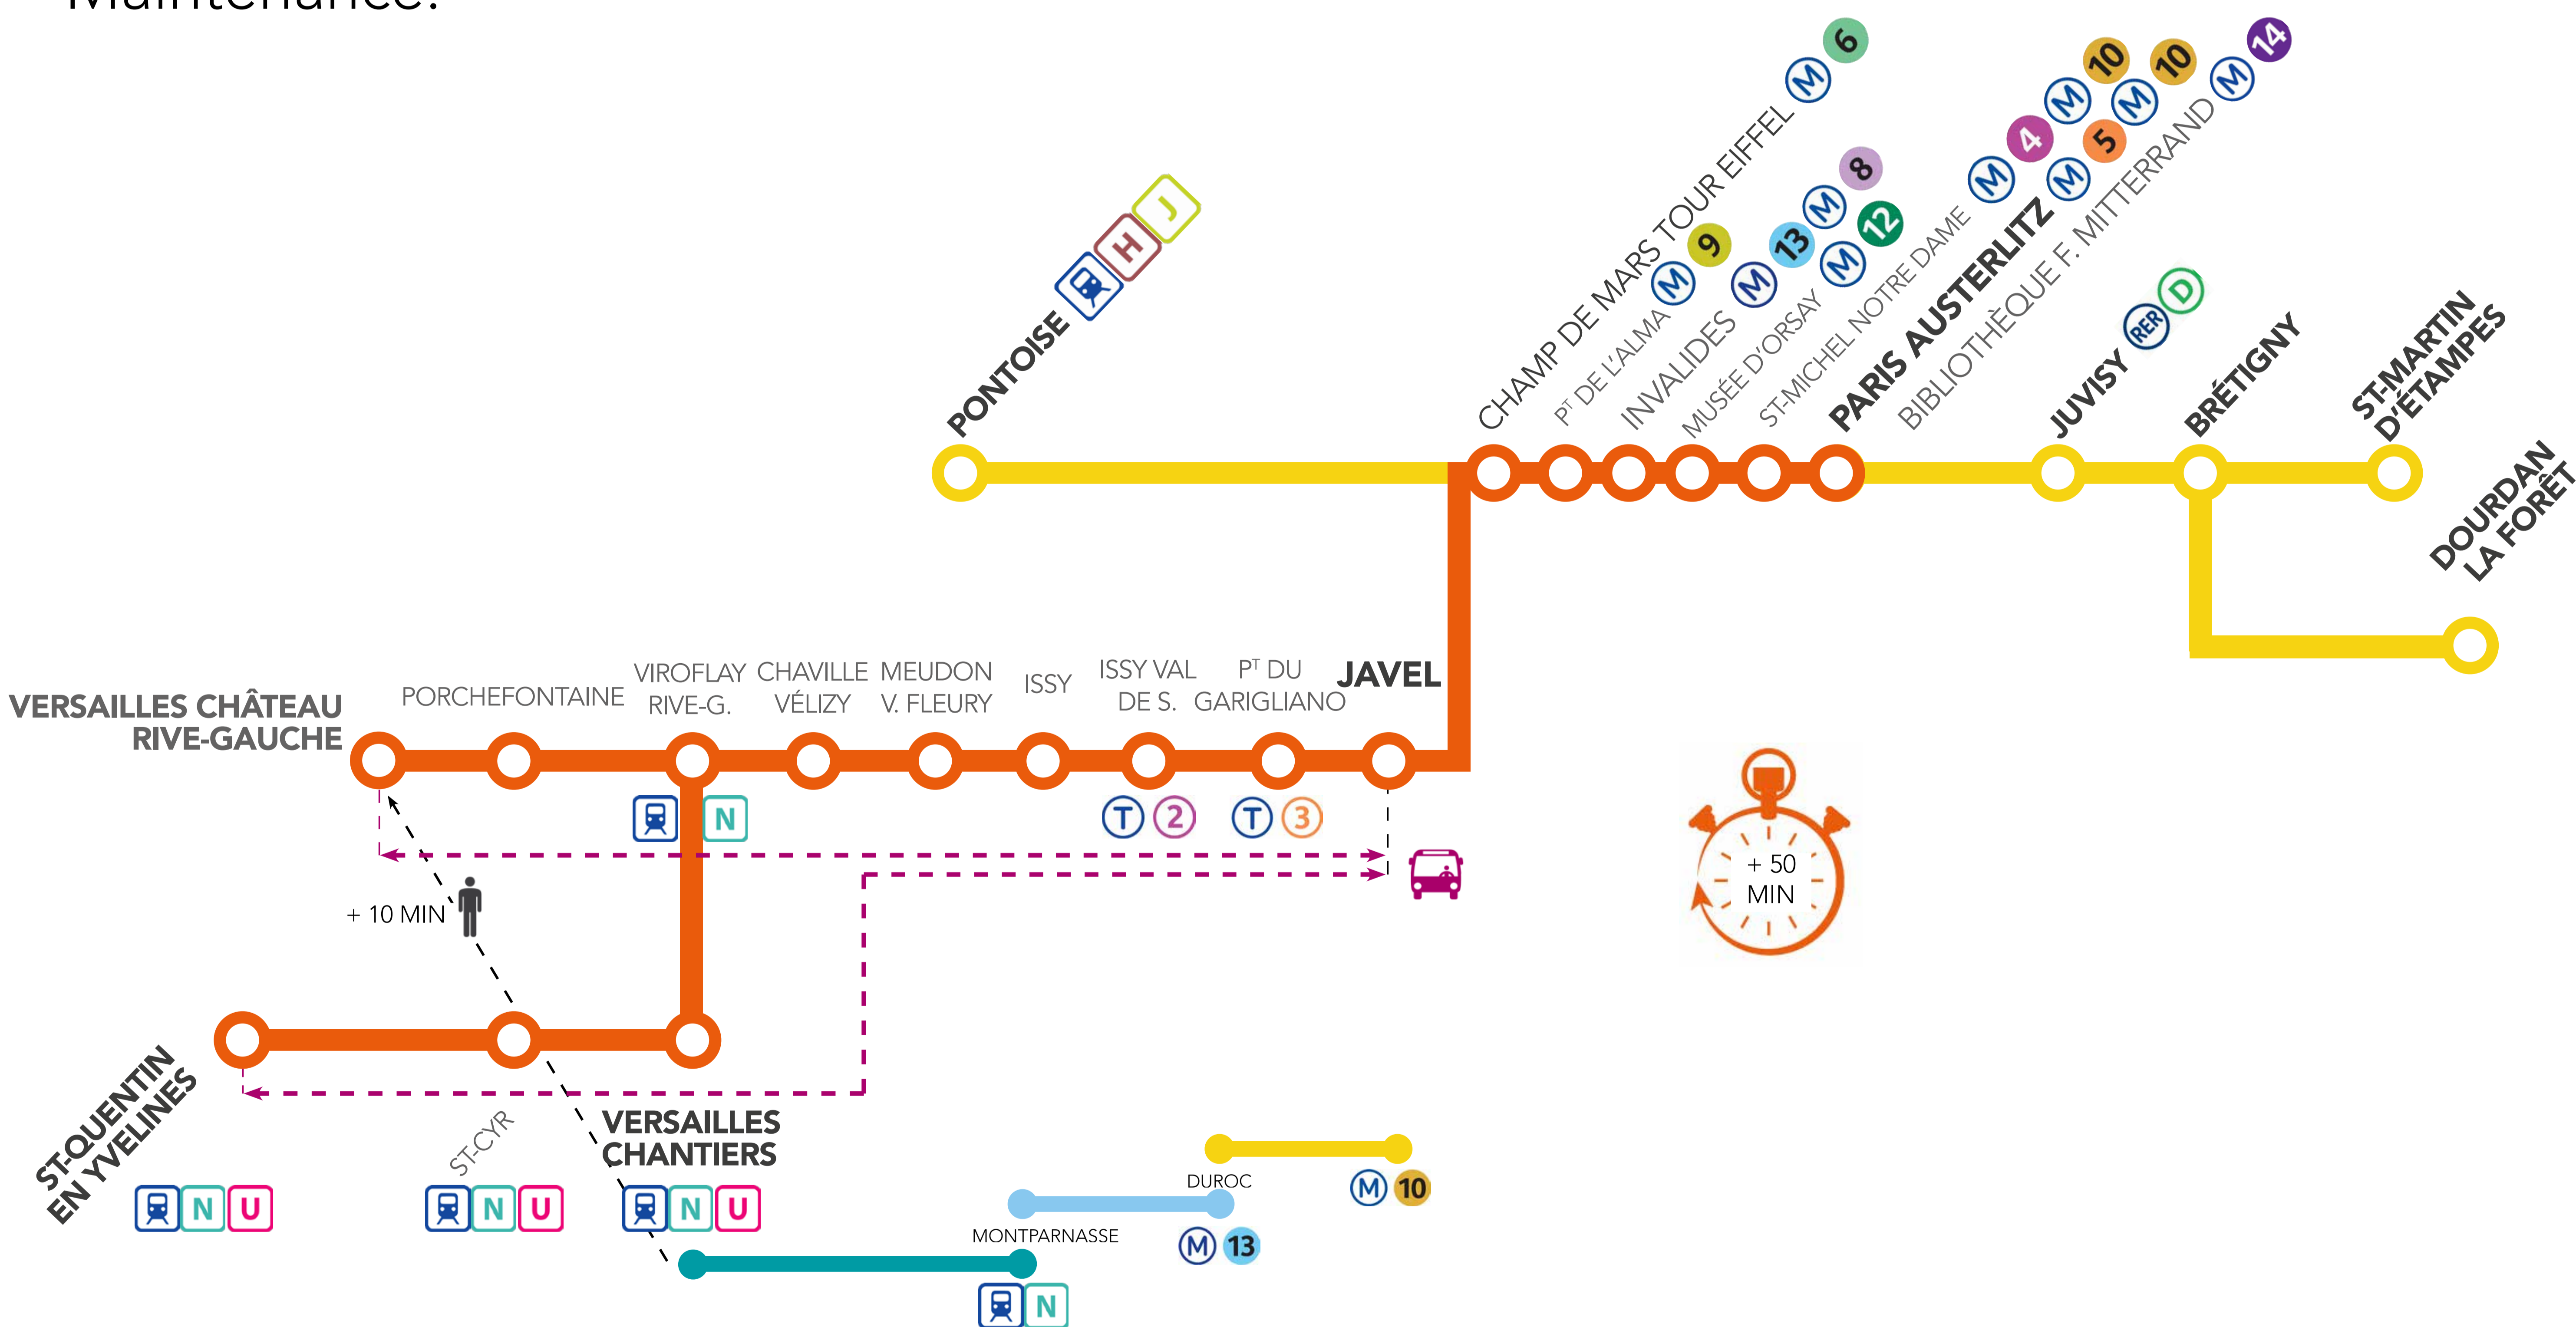 Maintenance.
PONTOISE
H
J
CHAMP DE MARS TOUR EIFFEL M 6
PT DE L'ALMA M 9
INVALIDES M 13 M 8
MUSÉE D'ORSAY M 12
ST-MICHEL NOTRE DAME M 4 M 10
PARIS AUSTERLITZ M 5 M 10
BIBLIOTHÈQUE F. MITTERRAND M 14
JUVISY RER D
BRÉTIGNY
ST-MARTIN
D'ÉTAMPES
DOURDAN
LA FORÊT
VERSAILLES CHÂTEAU
RIVE-GAUCHE
PORCHEFONTAINE
VIROFLAY
RIVE-G.
CHAVILLE
VÉLIZY
MEUDON
V. FLEURY
ISSY
ISSY VAL
DE S.
PT DU
GARIGLIANO
JAVEL
N
T 2
T 3
+ 50
MIN
+ 10 MIN
ST-QUENTIN
EN YVELINES
N U
ST-CYR
N U
VERSAILLES
CHANTIERS
N U
MONTPARNASSE
N
DUROC
M 13
M 10